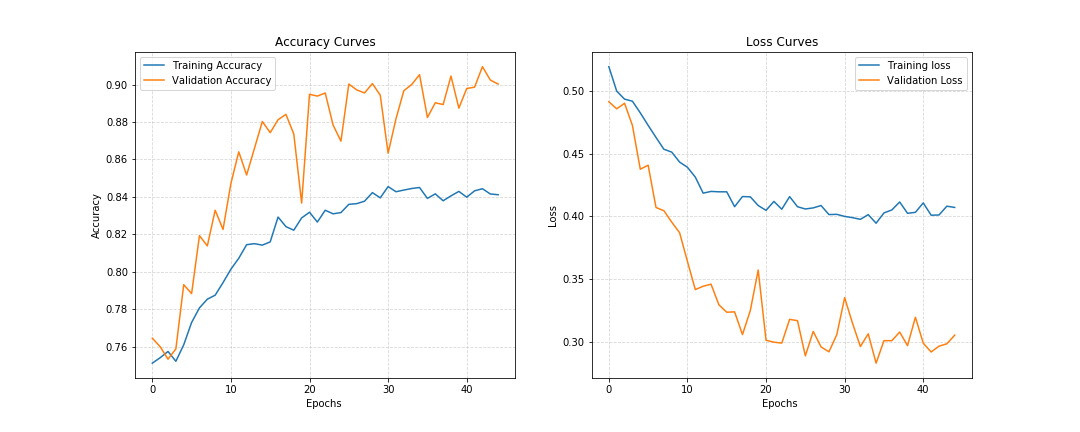 Accuracy Curves
Training Accuracy
Validation Accuracy
Accuracy
0.90
0.88
0.86
0.84
0.82
0.80
0.78
0.76
0
10
20
30
40
Epochs
Loss Curves
Training loss
Validation Loss
Loss
0.50
0.45
0.40
0.35
0.30
0
10
20
30
40
Epochs